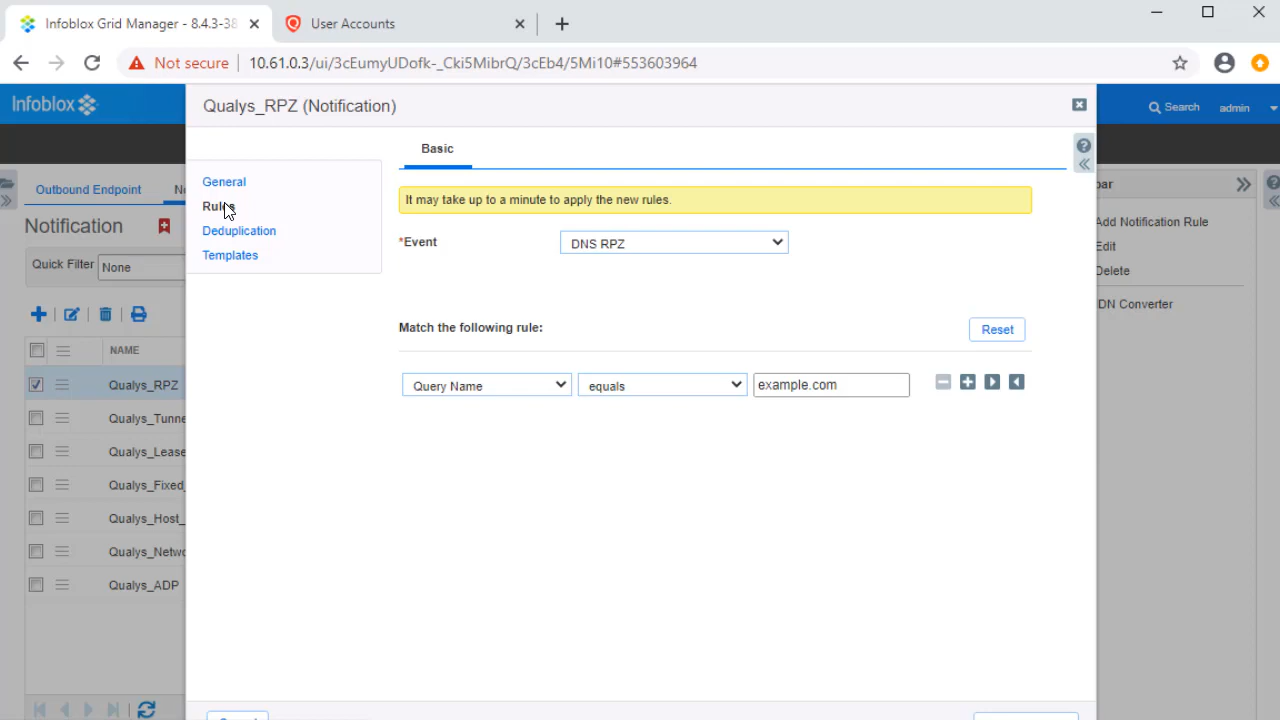 Infoblox Grid Manager - 8.4.3-38
User Accounts
Not secure
10.61.0.3/ui/3cEumyUDofk-_Cki5MibrQ/3cEb4/5Mi10#553603964
Infoblox
Qualys_RPZ (Notification)
Search
admin
Basic
General
Rules
Deduplication
Templates
It may take up to a minute to apply the new rules.
*Event
DNS RPZ
Match the following rule:
Reset
Query Name
equals
example.com
Outbound Endpoint
No
Notification
Quick Filter
None
NAME
Qualys_RPZ
Qualys_Tunne
Qualys_Lease
Qualys_Fixed_
Qualys_Host_
Qualys_Netwo
Qualys_ADP
bar
Add Notification Rule
Edit
Delete
DN Converter